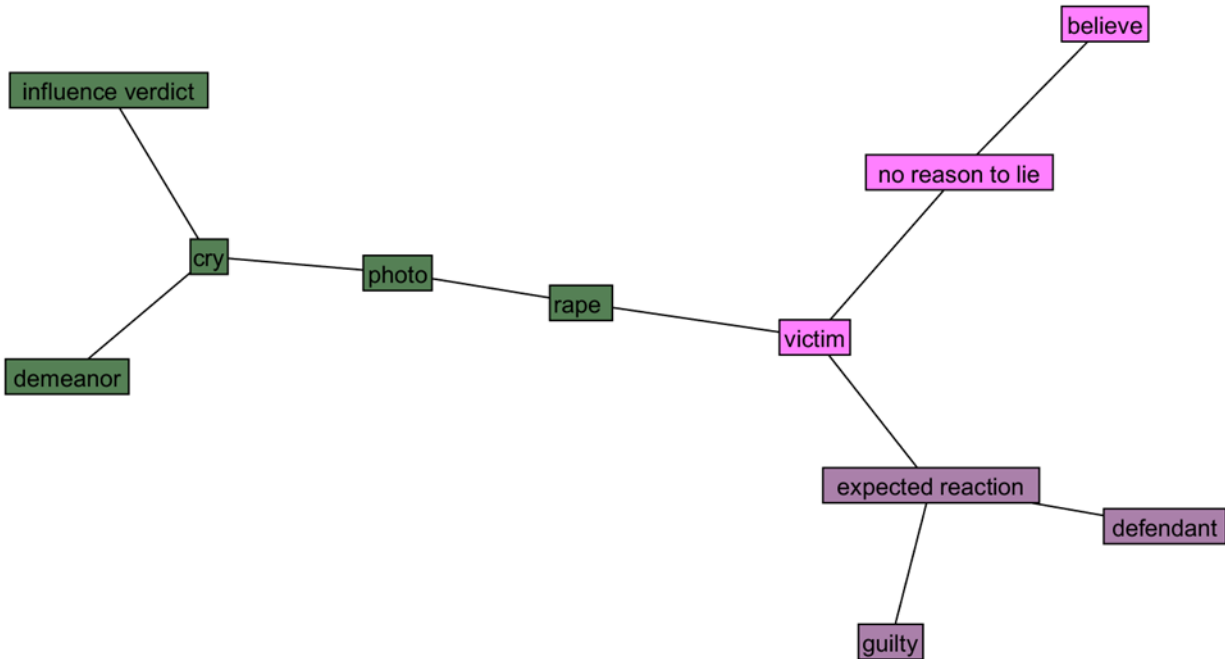 believe
influence verdict
no reason to lie
cry
photo
rape
victim
demeanor
expected reaction
defendant
guilty